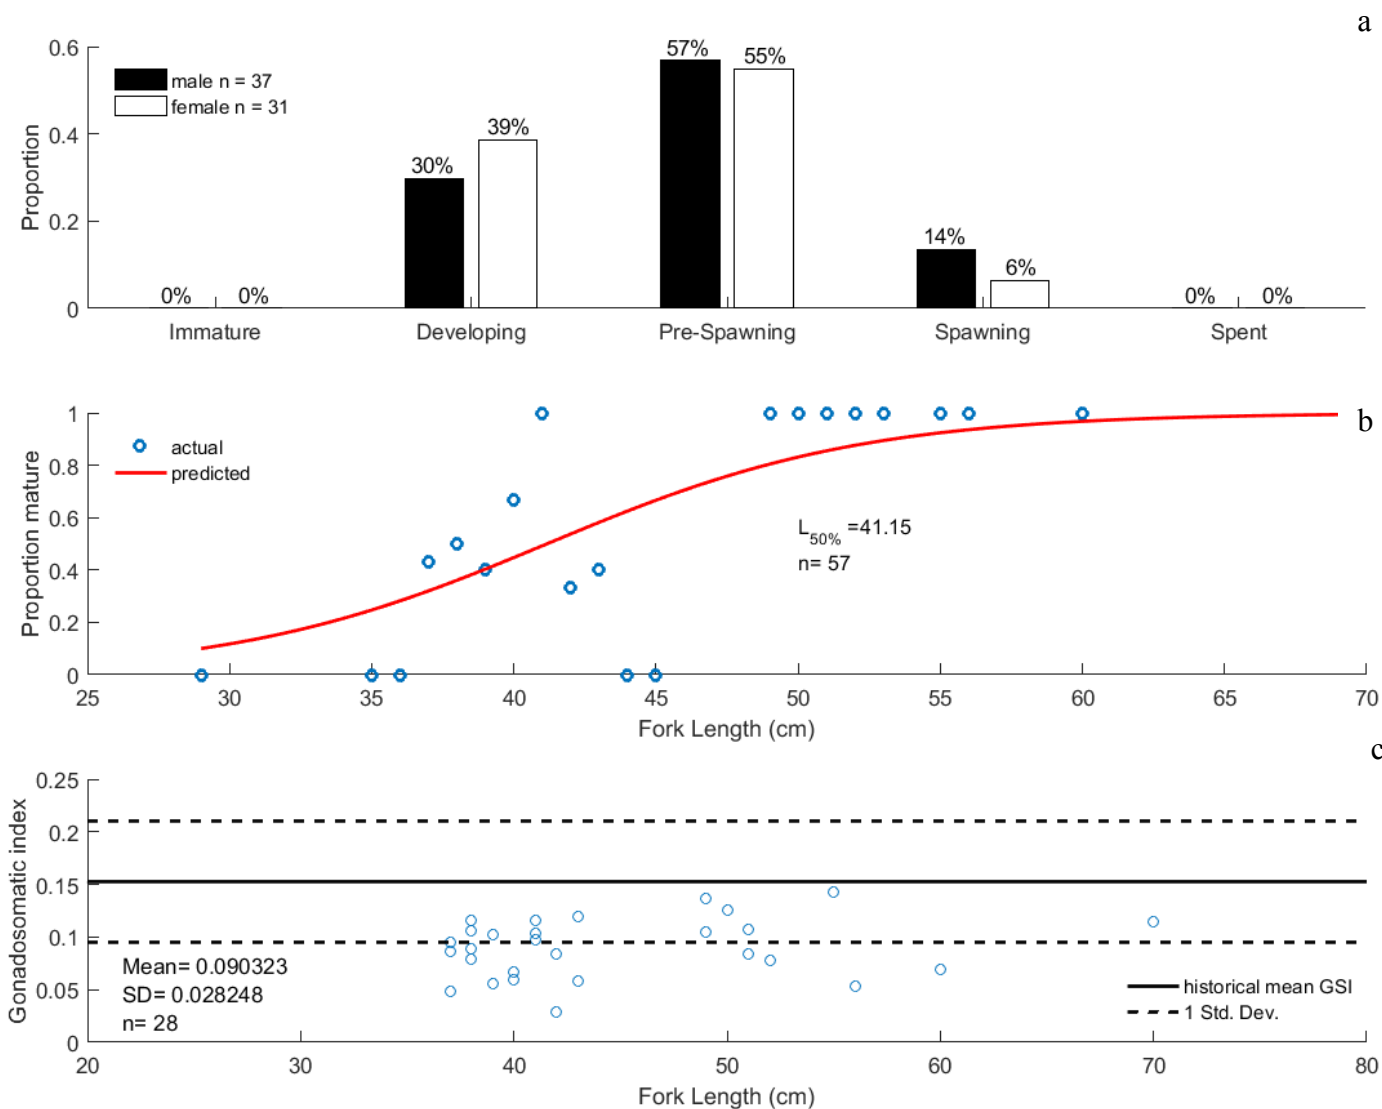 a
0.6
0.4
0.2
0
Proportion
male n = 37
female n = 31
0%
0%
30%
39%
57%
55%
14%
6%
0%
0%
Immature
Developing
Pre-Spawning
Spawning
Spent
b
1
0.8
0.6
0.4
0.2
0
Proportion mature
actual
predicted
L50% =41.15
n= 57
25
30
35
40
45
50
55
60
65
70
Fork Length (cm)
c
0.25
0.2
0.15
0.1
0.05
0
Gonadosomatic index
Mean= 0.090323
SD= 0.028248
n= 28
historical mean GSI
1 Std. Dev.
20
30
40
50
60
70
80
Fork Length (cm)